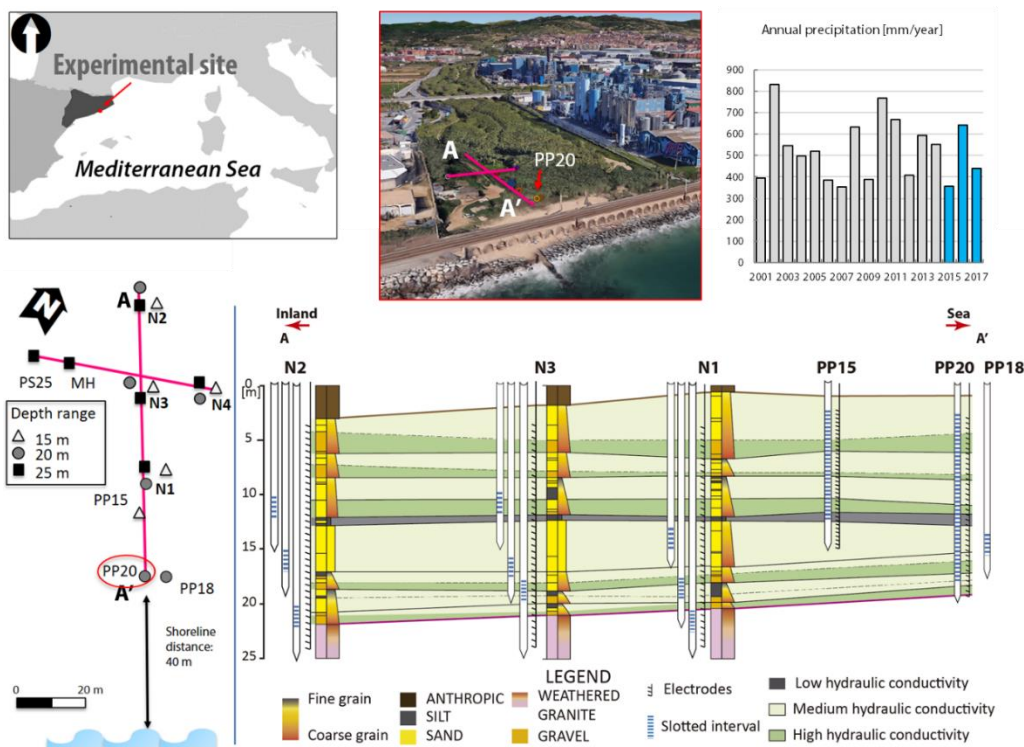 Experimental site
Mediterranean Sea
A
PP20
A'
Annual precipitation [mm/year]
900
800
700
600
500
400
300
200
100
0
2001 2003 2005 2007 2009 2011 2013 2015 2017
N
A
N2
PS25 MH
N3
N4
Depth range
15 m
20 m
25 m
N1
PP15
PP20
A'
PP18
Shoreline
distance:
40 m
0 20 m
Inland
A
Sea
A'
N2 N3 N1 PP15 PP20 PP18
0
[m]
5
10
15
20
25
LEGEND
Fine grain
Coarse grain
ANTHROPIC
SILT
SAND
WEATHERED
GRANITE
GRAVEL
Electrodes
Slotted interval
Low hydraulic conductivity
Medium hydraulic conductivity
High hydraulic conductivity